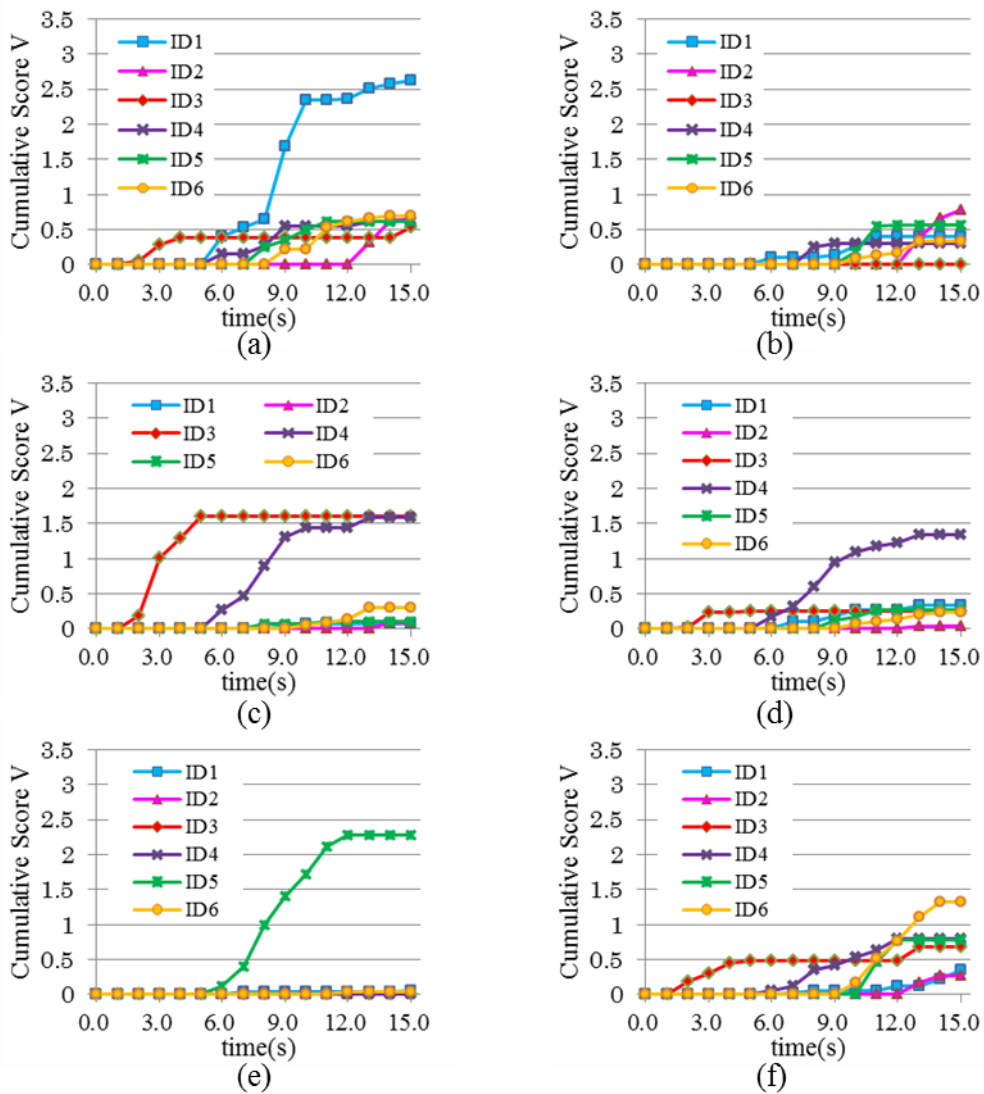 3.5
3
2.5
2
1.5
1
0.5
0
Cumulative Score V
ID1
ID2
ID3
ID4
ID5
ID6
0.0 3.0 6.0 9.0 12.0 15.0
time(s)
(a)
3.5
3
2.5
2
1.5
1
0.5
0
Cumulative Score V
ID1
ID2
ID3
ID4
ID5
ID6
0.0 3.0 6.0 9.0 12.0 15.0
time(s)
(b)
3.5
3
2.5
2
1.5
1
0.5
0
Cumulative Score V
ID1 ID2
ID3 ID4
ID5 ID6
0.0 3.0 6.0 9.0 12.0 15.0
time(s)
(c)
3.5
3
2.5
2
1.5
1
0.5
0
Cumulative Score V
ID1
ID2
ID3
ID4
ID5
ID6
0.0 3.0 6.0 9.0 12.0 15.0
time(s)
(d)
3.5
3
2.5
2
1.5
1
0.5
0
Cumulative Score V
ID1
ID2
ID3
ID4
ID5
ID6
0.0 3.0 6.0 9.0 12.0 15.0
time(s)
(e)
3.5
3
2.5
2
1.5
1
0.5
0
Cumulative Score V
ID1
ID2
ID3
ID4
ID5
ID6
0.0 3.0 6.0 9.0 12.0 15.0
time(s)
(f)